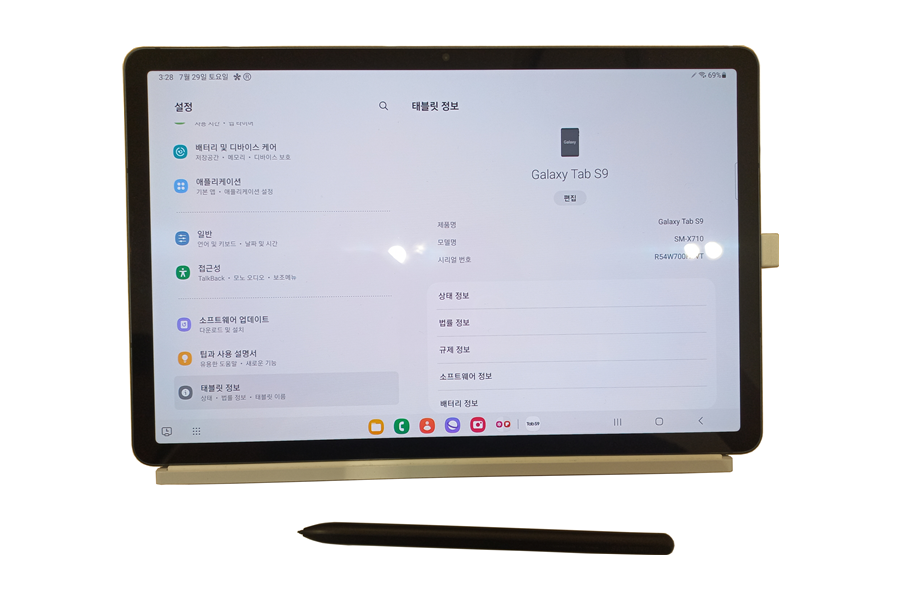 3:28 7월 29일 토요일
69%
설정
배터리 및 디바이스 케어
저장공간 • 메모리 • 디바이스 보호
애플리케이션
기본 앱 • 애플리케이션 설정
일반
언어 및 키보드 • 날짜 및 시간
접근성
TalkBack • 모노 오디오 • 보조메뉴
소프트웨어 업데이트
다운로드 및 설치
팁과 사용 설명서
유용한 도움말 • 새로운 기능
태블릿 정보
상태 • 법률 정보 • 태블릿 이름
태블릿 정보
Galaxy
Galaxy Tab S9
편집
제품명 Galaxy Tab S9
모델명 SM-X710
시리얼 번호
상태 정보
법률 정보
규제 정보
소프트웨어 정보
배터리 정보
Tab S9